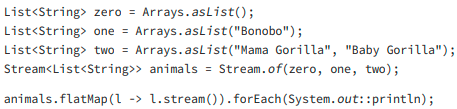 List<String> zero = Arrays.asList();
List<String> one = Arrays.asList("Bonobo");
List<String> two = Arrays.asList("Mama Gorilla", "Baby Gorilla");
Stream<List<String>> animals = Stream.of(zero, one, two);
animals.flatMap(l -> l.stream()).forEach(System.out::println);